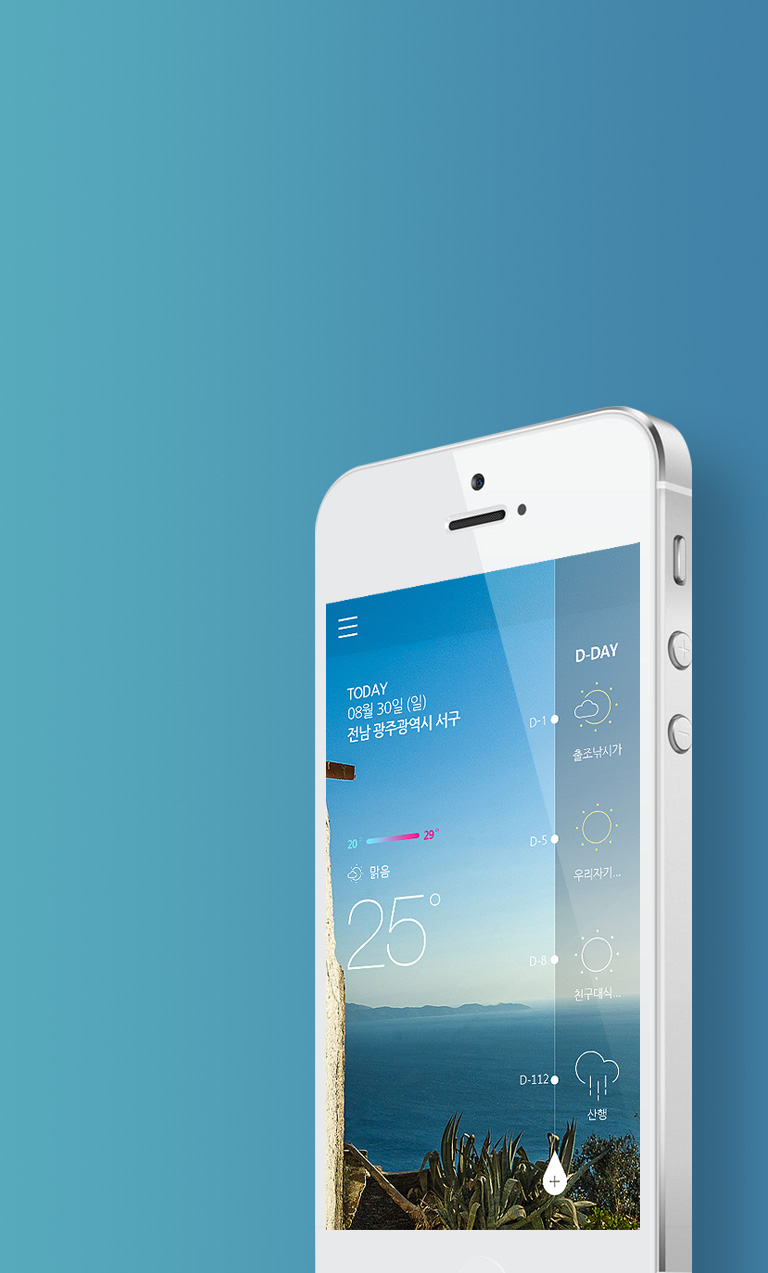 TODAY
08월 30일 (일)
전남 광주광역시 서구
20°
29°
맑음
25°
D-DAY
D-1
출조낚시가
D-5
우리자기...
D-8
친구대식...
D-112
산행